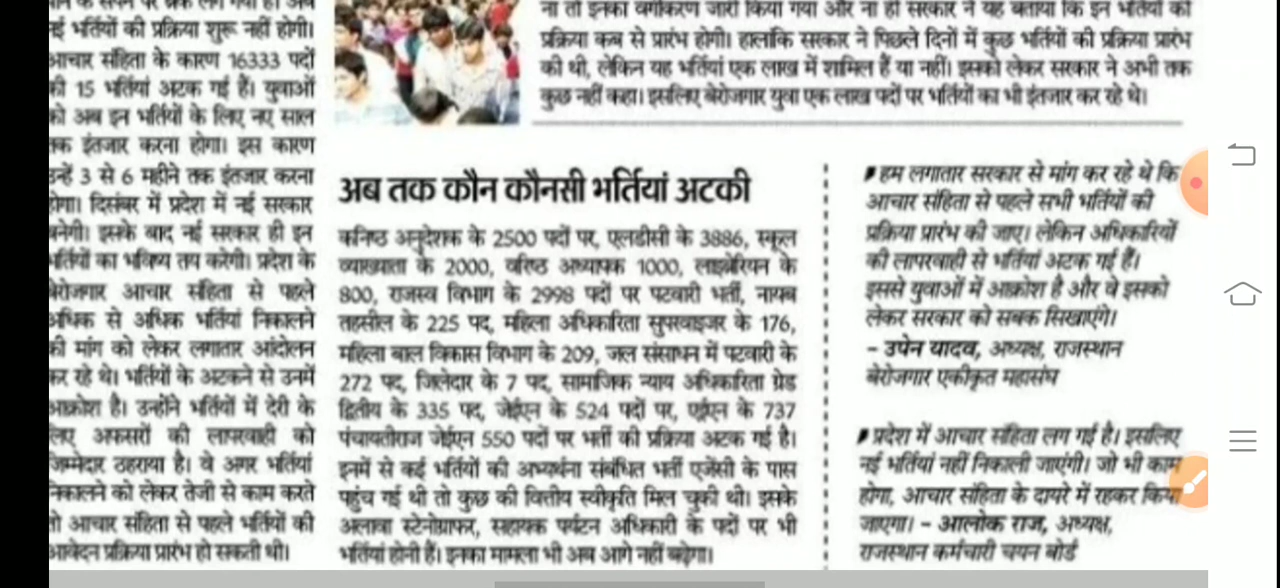 नई भर्तियों की प्रक्रिया शुरू नहीं होगी।
आचार संहिता के कारण 16333 पदों
की 15 भर्तियां अटक गई हैं। युवाओं
को अब इन भर्तियों के लिए नए साल
तक इंतजार करना होगा। इस कारण
उन्हें 3 से 6 महीने तक इंतजार करना
होगा। दिसंबर में प्रदेश में नई सरकार
बनेगी। इसके बाद नई सरकार ही इन
भर्तियों का भविष्य तय करेगी। प्रदेश के
बेरोजगार आचार संहिता से पहले
अधिक से अधिक भर्तियां निकालने
की मांग को लेकर लगातार आंदोलन
कर रहे थे। भर्तियों के अटकने से उनमें
आक्रोश है। उन्होंने भर्तियों में देरी के
लिए अफसरों की लापरवाही को
जिम्मेदार ठहराया है। वे अगर भर्तियां
निकालने को लेकर तेजी से काम करते
तो आचार संहिता से पहले भर्तियों की
आवेदन प्रक्रिया प्रारंभ हो सकती थी।
ना तो इनका वर्गीकरण जारी किया गया और ना ही सरकार ने यह बताया कि इन भर्तियों की
प्रक्रिया कब से प्रारंभ होगी। हालांकि सरकार ने पिछले दिनों में कुछ भर्तियों की प्रक्रिया प्रारंभ
की थी, लेकिन यह भर्तियां एक लाख में शामिल हैं या नहीं। इसको लेकर सरकार ने अभी तक
कुछ नहीं कहा। इसलिए बेरोजगार युवा एक लाख पदों पर भर्तियों का भी इंतजार कर रहे थे।
अब तक कौन कौनसी भर्तियां अटकी
कनिष्ठ अनुदेशक के 2500 पदों पर, एलडीसी के 3886, स्कूल
व्याख्याता के 2000, वरिष्ठ अध्यापक 1000, लाइब्रेरियन के
800, राजस्व विभाग के 2998 पदों पर पटवारी भर्ती, नायब
तहसील के 225 पद, महिला अधिकारिता सुपरवाइजर के 176,
महिला बाल विकास विभाग के 209, जल संसाधन में पटवारी के
272 पद, जिलेदार के 7 पद, सामाजिक न्याय अधिकारिता ग्रेड
द्वितीय के 335 पद, जेईएन के 524 पदों पर, एईएन के 737
पंचायतीराज जेईएन 550 पदों पर भर्ती की प्रक्रिया अटक गई है।
इनमें से कई भर्तियों की अभ्यर्थना संबंधित भर्ती एजेंसी के पास
पहुंच गई थी तो कुछ की वित्तीय स्वीकृति मिल चुकी थी। इसके
अलावा स्टेनोग्राफर, सहायक पर्यटन अधिकारी के पदों पर भी
भर्तियां होनी हैं। इनका मामला भी अब आगे नहीं बढ़ेगा।
हम लगातार सरकार से मांग कर रहे थे कि
आचार संहिता से पहले सभी भर्तियों की
प्रक्रिया प्रारंभ की जाए। लेकिन अधिकारियों
की लापरवाही से भर्तियां अटक गई हैं।
इससे युवाओं में आक्रोश है और वे इसको
लेकर सरकार को सबक सिखाएंगे।
- उपेन यादव, अध्यक्ष, राजस्थान
बेरोजगार एकीकृत महासंघ
प्रदेश में आचार संहिता लग गई है। इसलिए
नई भर्तियां नहीं निकाली जाएंगी। जो भी काम
होगा, आचार संहिता के दायरे में रहकर किया
जाएगा। - आलोक राज, अध्यक्ष,
राजस्थान कर्मचारी चयन बोर्ड